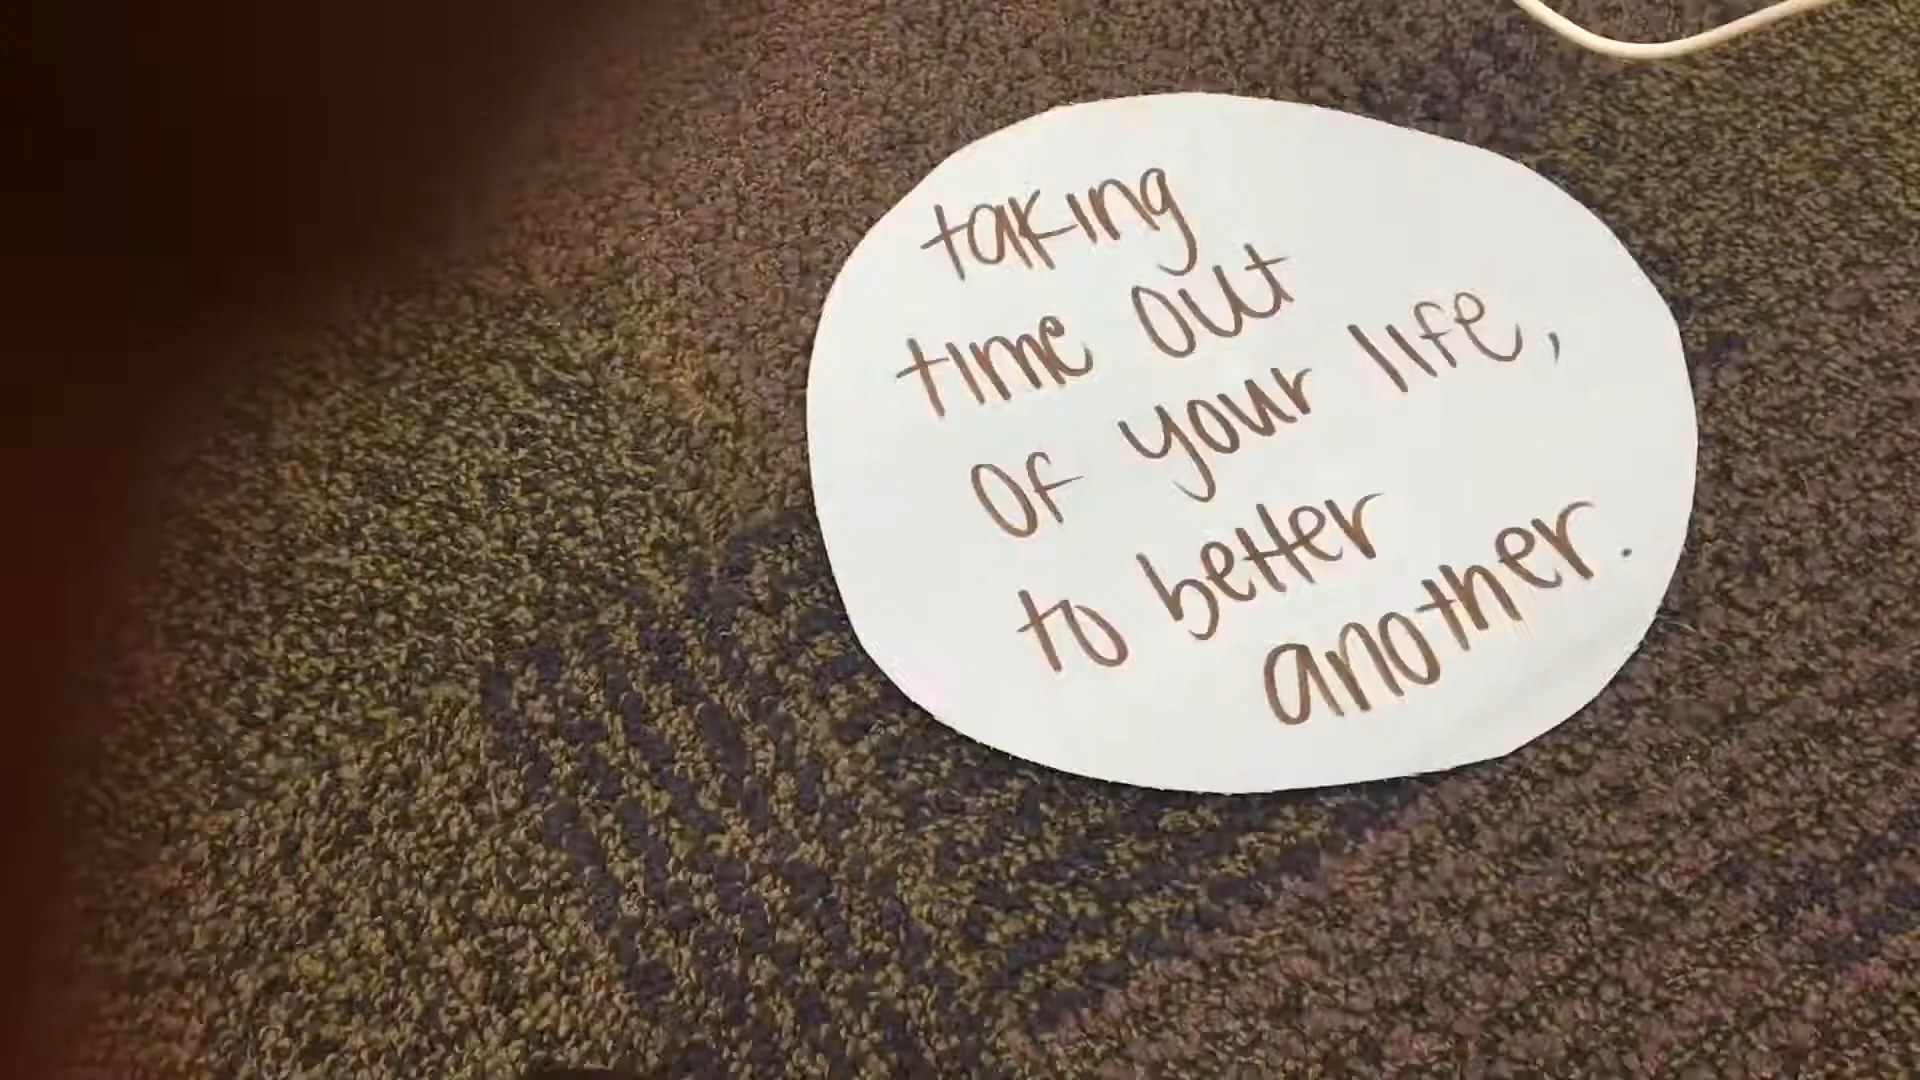 taking
time out
of your life,
to better
another.